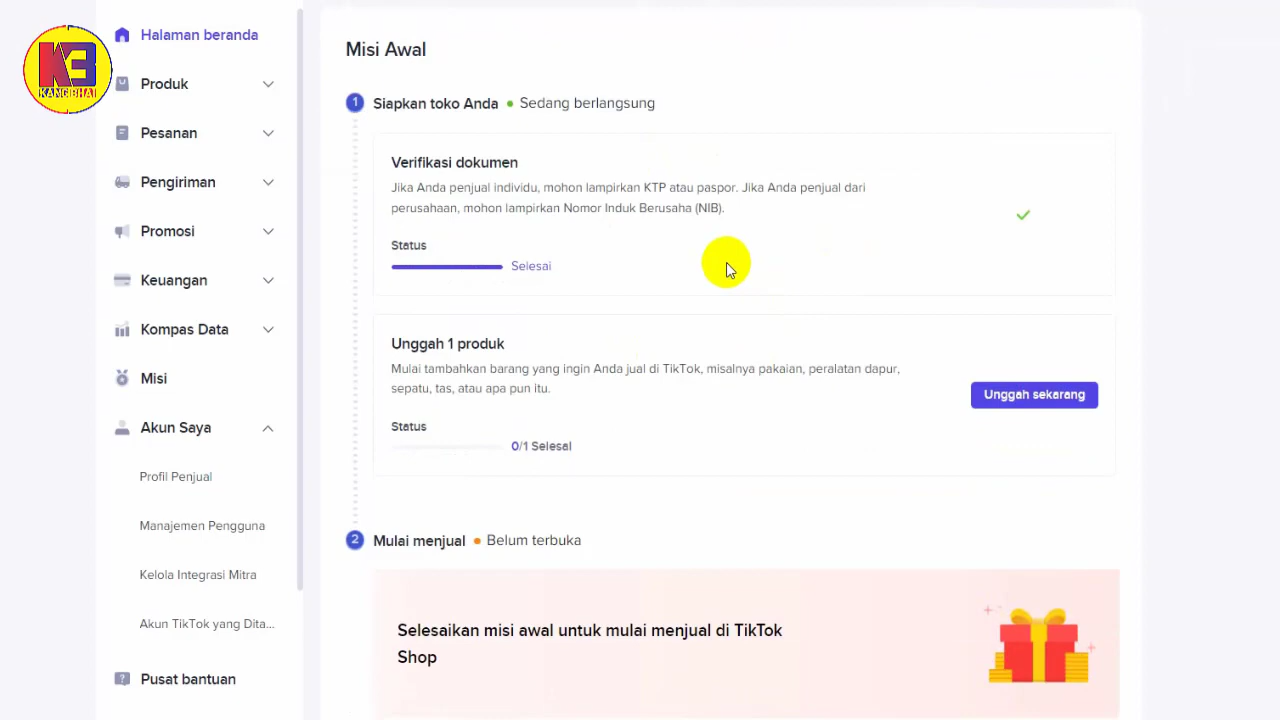 KB
KANG BHAI
Halaman beranda
Produk
Pesanan
Pengiriman
Promosi
Keuangan
Kompas Data
Misi
Akun Saya
Profil Penjual
Manajemen Pengguna
Kelola Integrasi Mitra
Akun TikTok yang Dita...
Pusat bantuan
Misi Awal
1 Siapkan toko Anda Sedang berlangsung
Verifikasi dokumen
Jika Anda penjual individu, mohon lampirkan KTP atau paspor. Jika Anda penjual dari
perusahaan, mohon lampirkan Nomor Induk Berusaha (NIB).
Status
Selesai
Unggah 1 produk
Mulai tambahkan barang yang ingin Anda jual di TikTok, misalnya pakaian, peralatan dapur,
sepatu, tas, atau apa pun itu.
Unggah sekarang
Status
0/1 Selesai
2 Mulai menjual Belum terbuka
Selesaikan misi awal untuk mulai menjual di TikTok
Shop